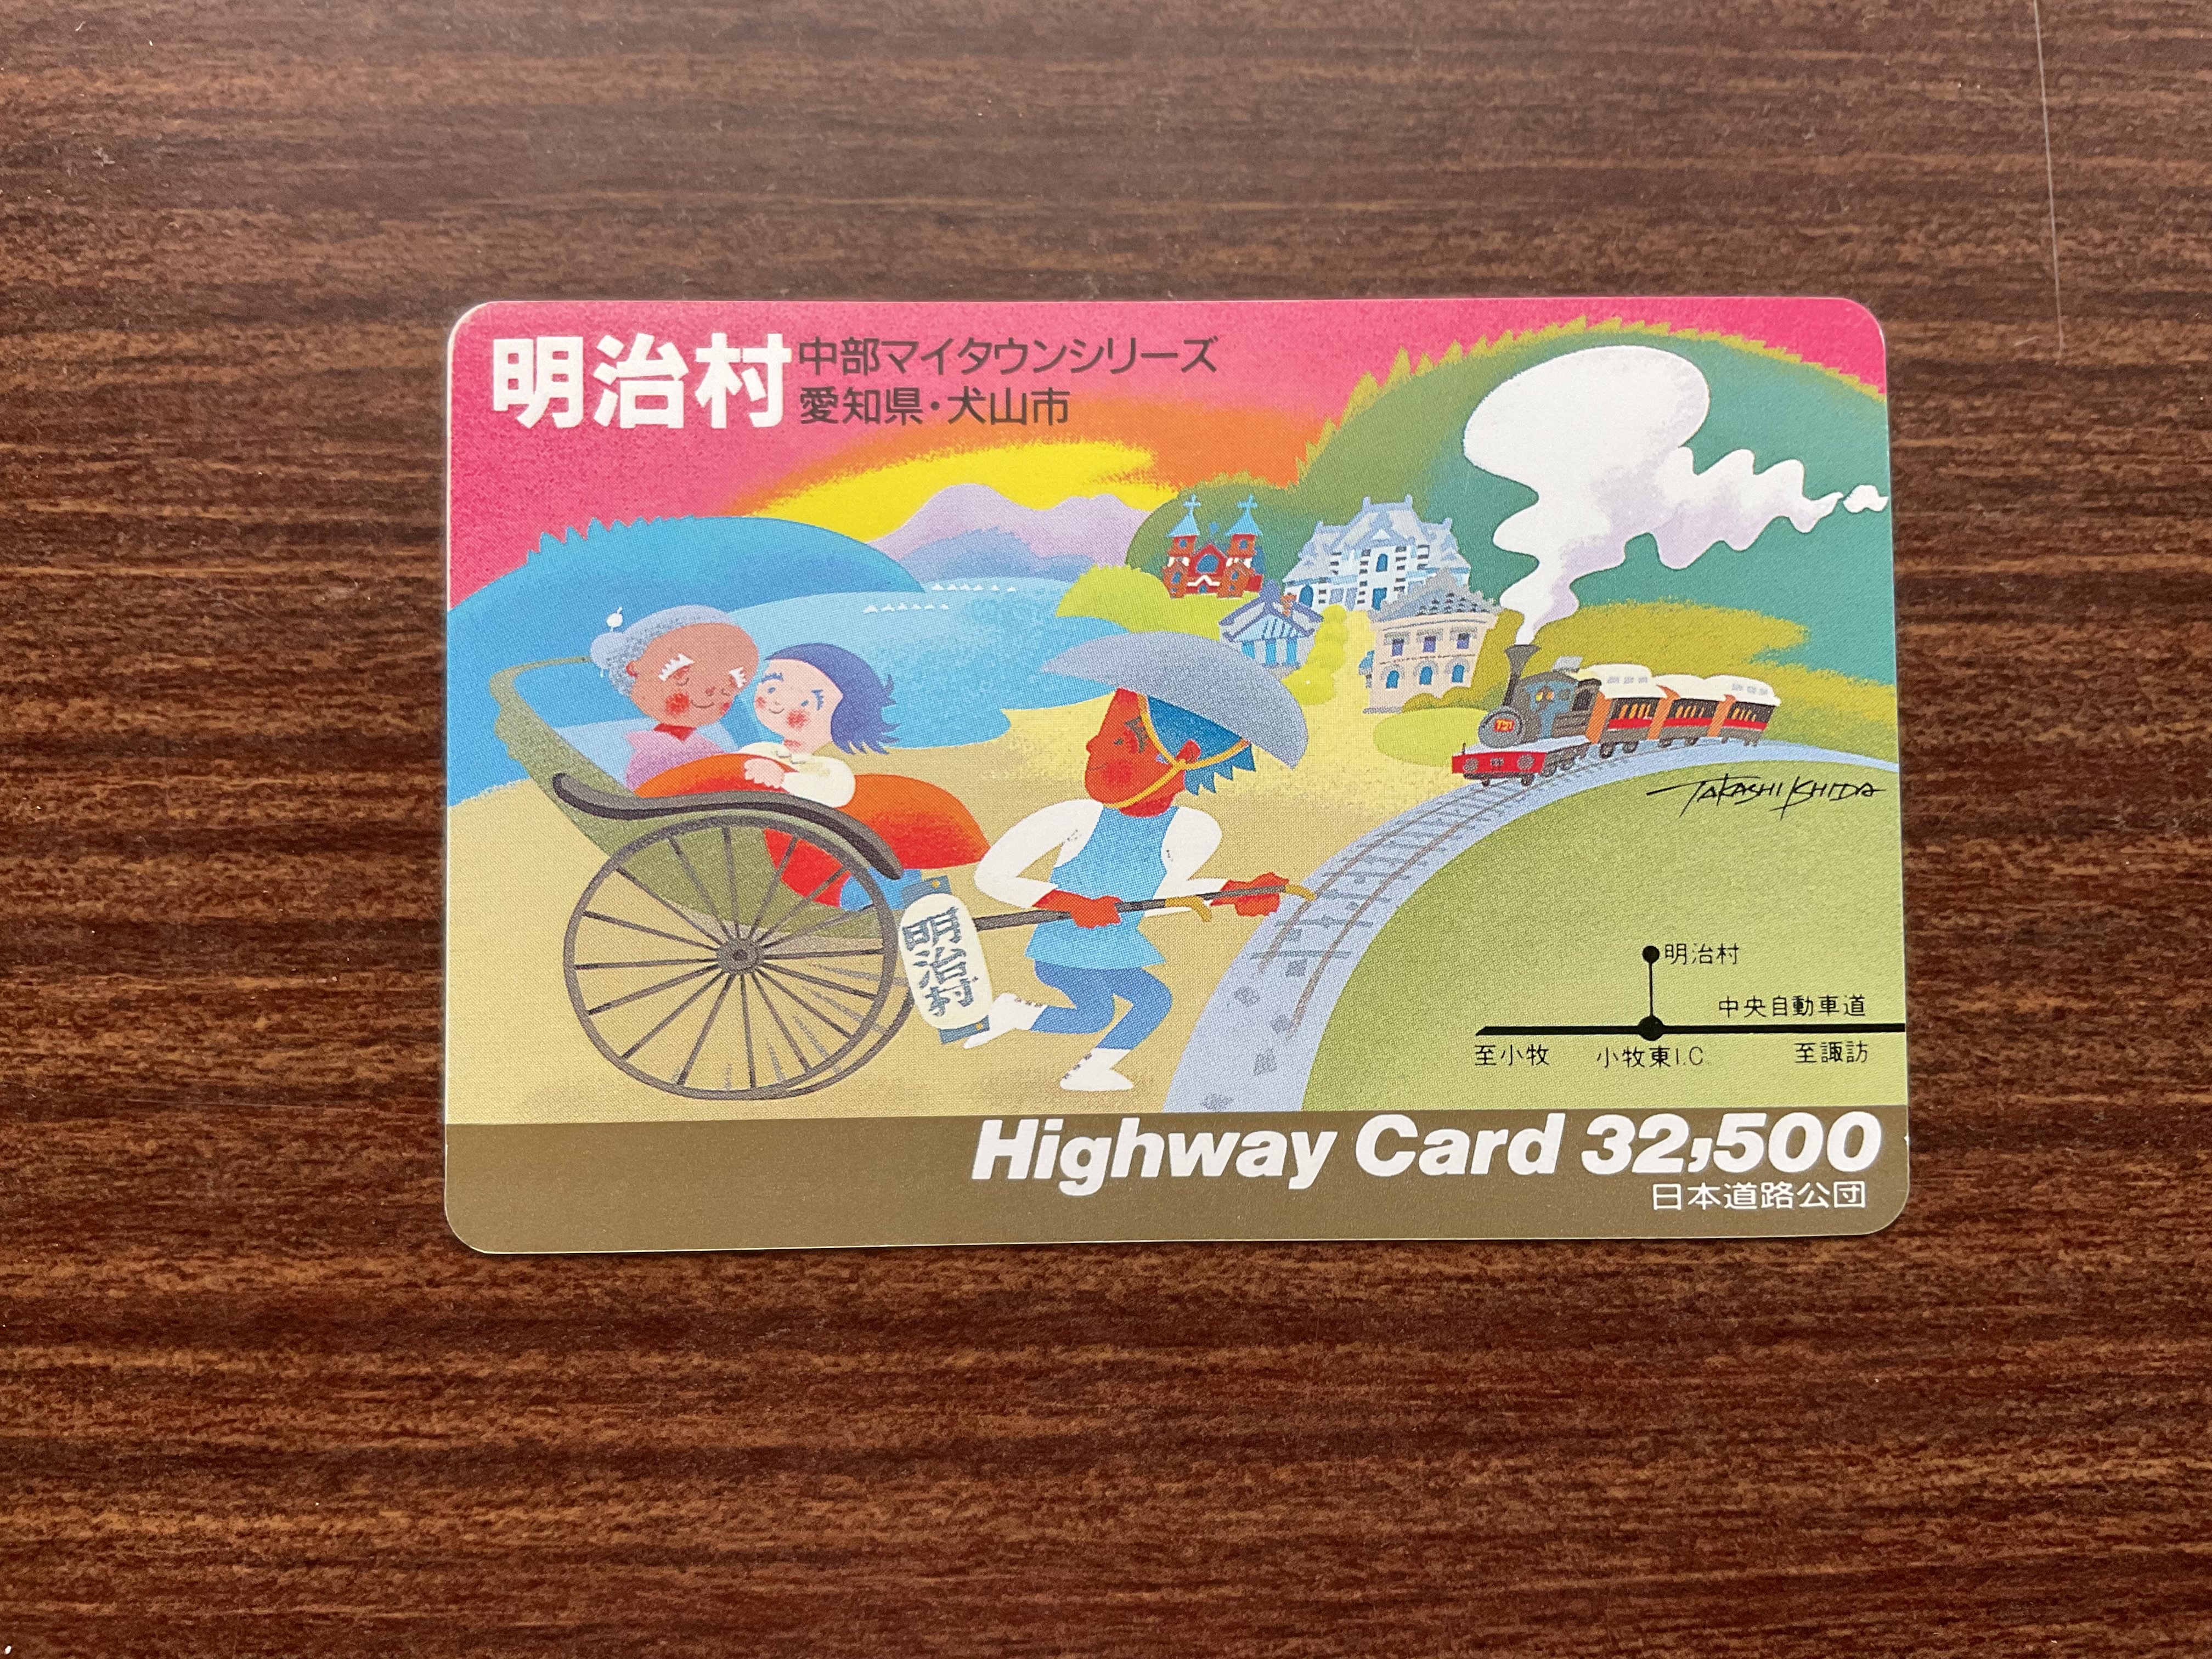 明治村
中部マイタウンシリーズ
愛知県・犬山市
TAKASHI ISHIDA
明治村
明治村
中央自動車道
至小牧 小牧東I.C. 至諏訪
Highway Card 32,500
日本道路公団